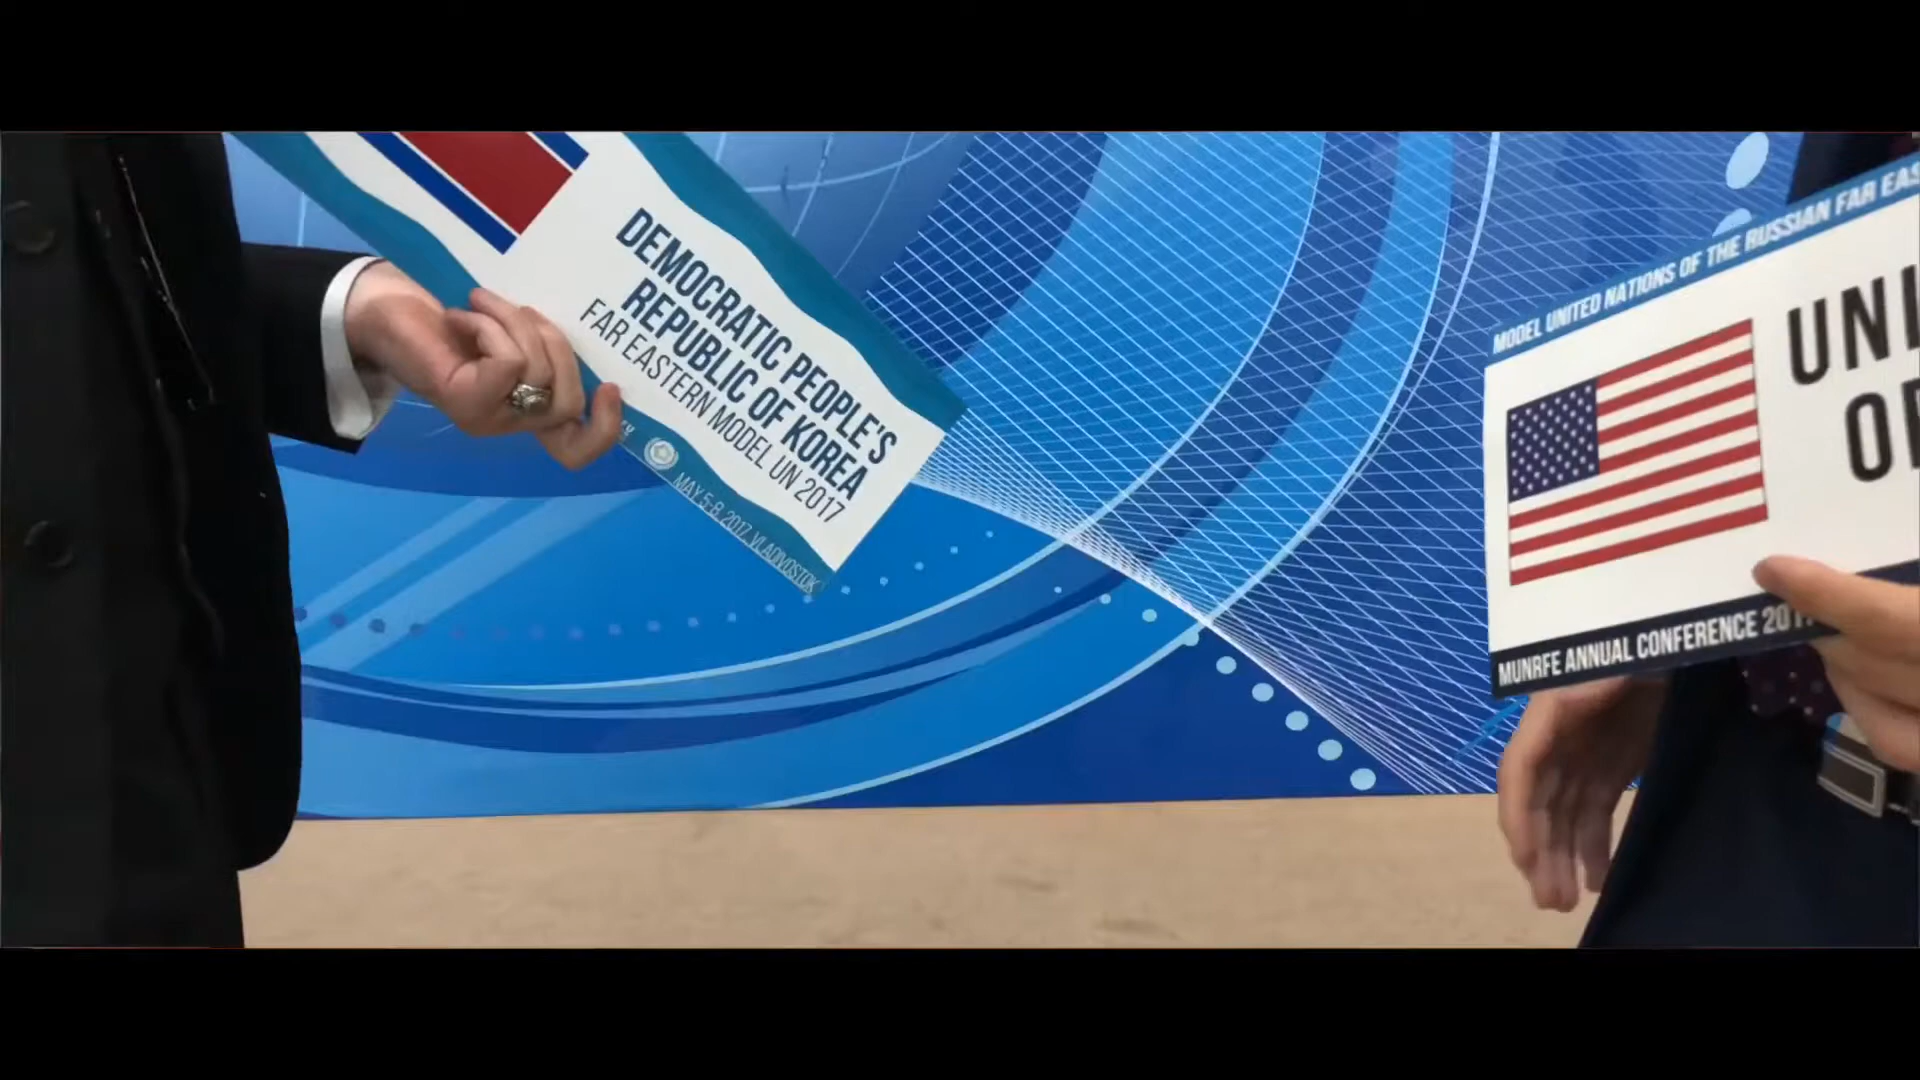 DEMOCRATIC PEOPLE'S
REPUBLIC OF KOREA
FAR EASTERN MODEL UN 2017
MAY 5-8, 2017, VLADIVOSTOK
MODEL UNITED NATIONS OF THE RUSSIAN FAR EAS
UNI
OF
MUNRFE ANNUAL CONFERENCE 201